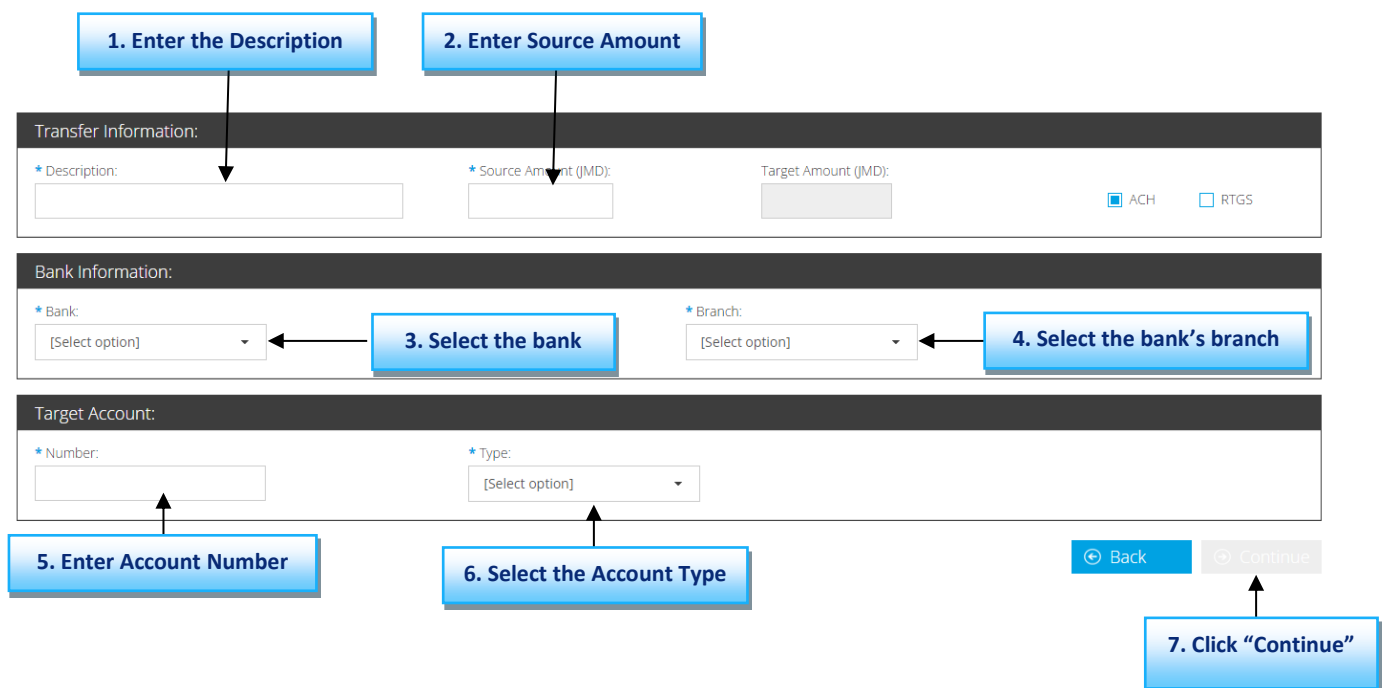 1. Enter the Description
2. Enter Source Amount
Transfer Information:
* Description:
* Source Amount (JMD):
Target Amount (JMD):
ACH
RTGS
Bank Information:
* Bank:
[Select option]
3. Select the bank
* Branch:
[Select option]
4. Select the bank’s branch
Target Account:
* Number:
* Type:
[Select option]
5. Enter Account Number
6. Select the Account Type
Back
Continue
7. Click “Continue”